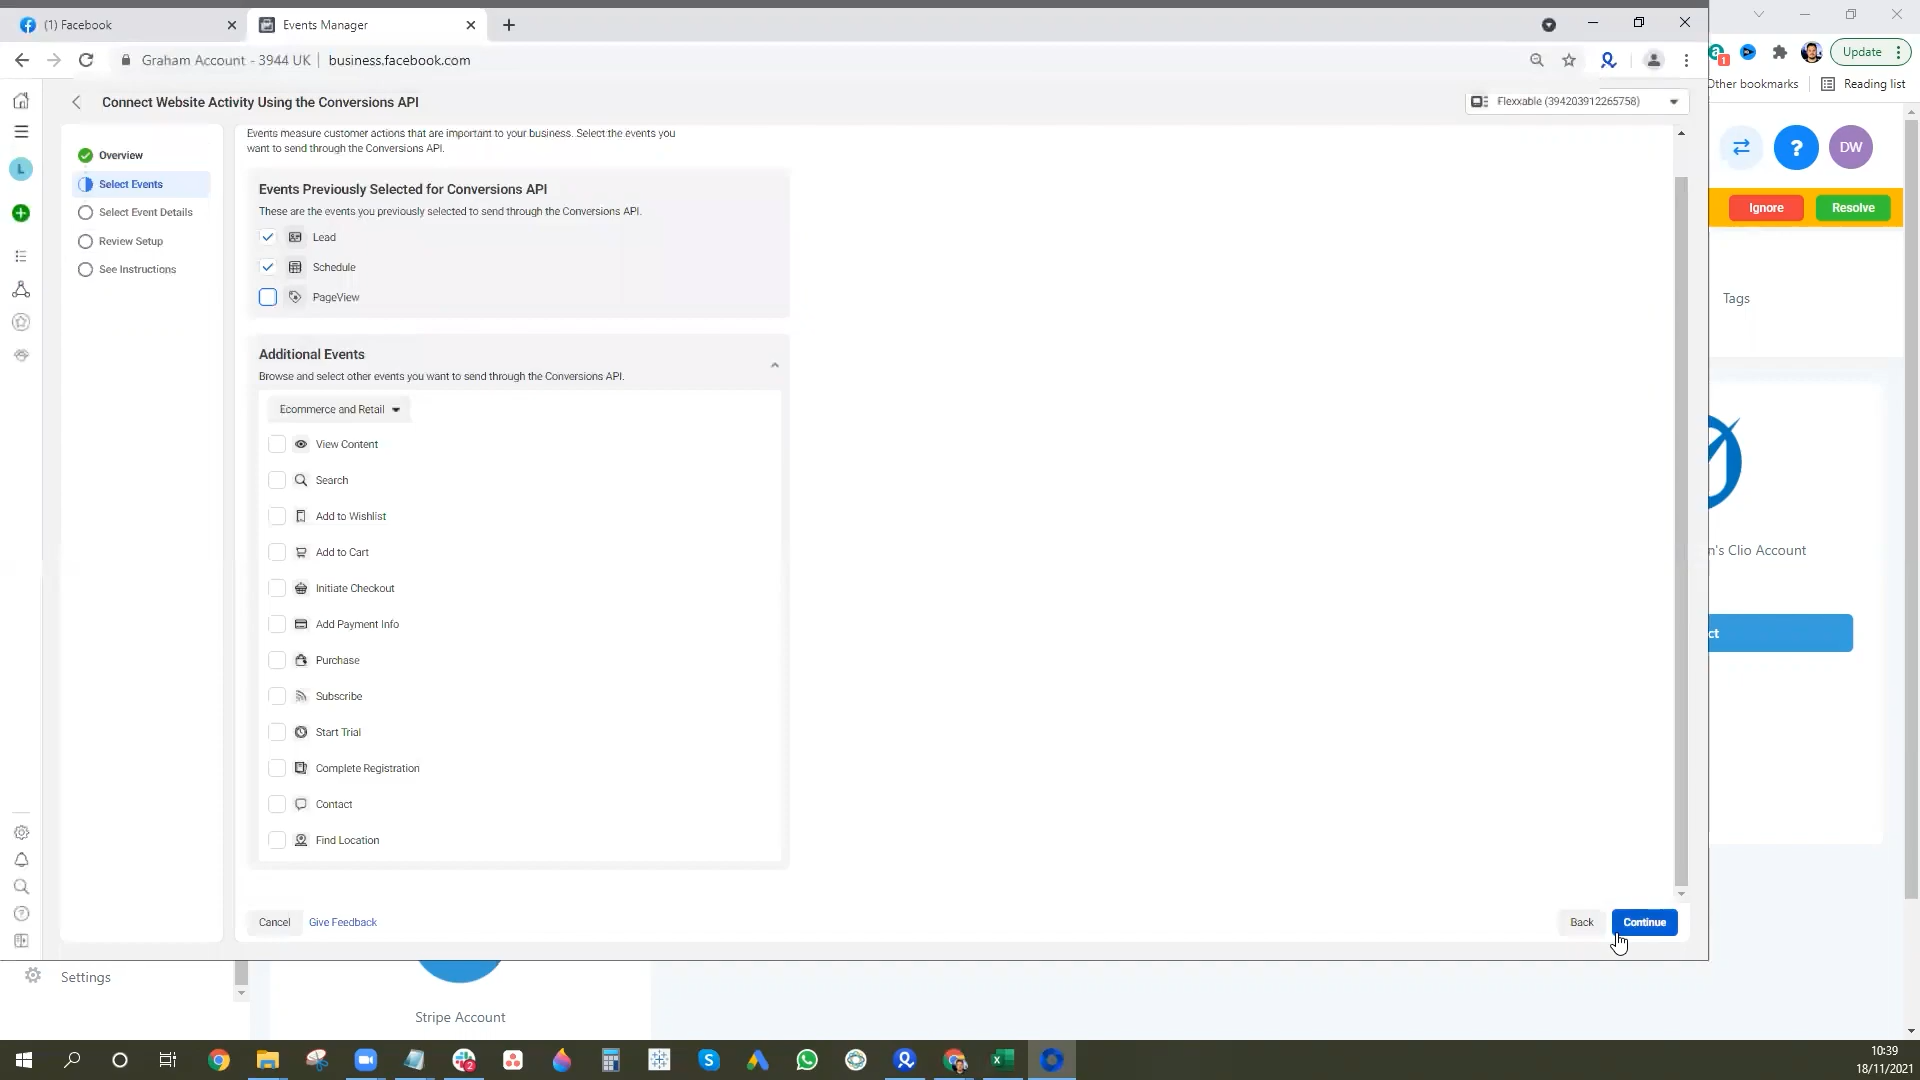 (1) Facebook
Events Manager
Graham Account - 3944 UK
business.facebook.com
Update
Other bookmarks
Reading list
Connect Website Activity Using the Conversions API
Flexxable (394203912265758)
Overview
Select Events
Select Event Details
Review Setup
See Instructions
L
Events measure customer actions that are important to your business. Select the events you
want to send through the Conversions API.
Events Previously Selected for Conversions API
These are the events you previously selected to send through the Conversions API.
Lead
Schedule
PageView
Additional Events
Browse and select other events you want to send through the Conversions API.
Ecommerce and Retail
View Content
Search
Add to Wishlist
Add to Cart
Initiate Checkout
Add Payment Info
Purchase
Subscribe
Start Trial
Complete Registration
Contact
Find Location
Cancel
Give Feedback
Back
Continue
?
DW
Ignore
Resolve
Tags
n's Clio Account
ct
Settings
Stripe Account
10:39
18/11/2021